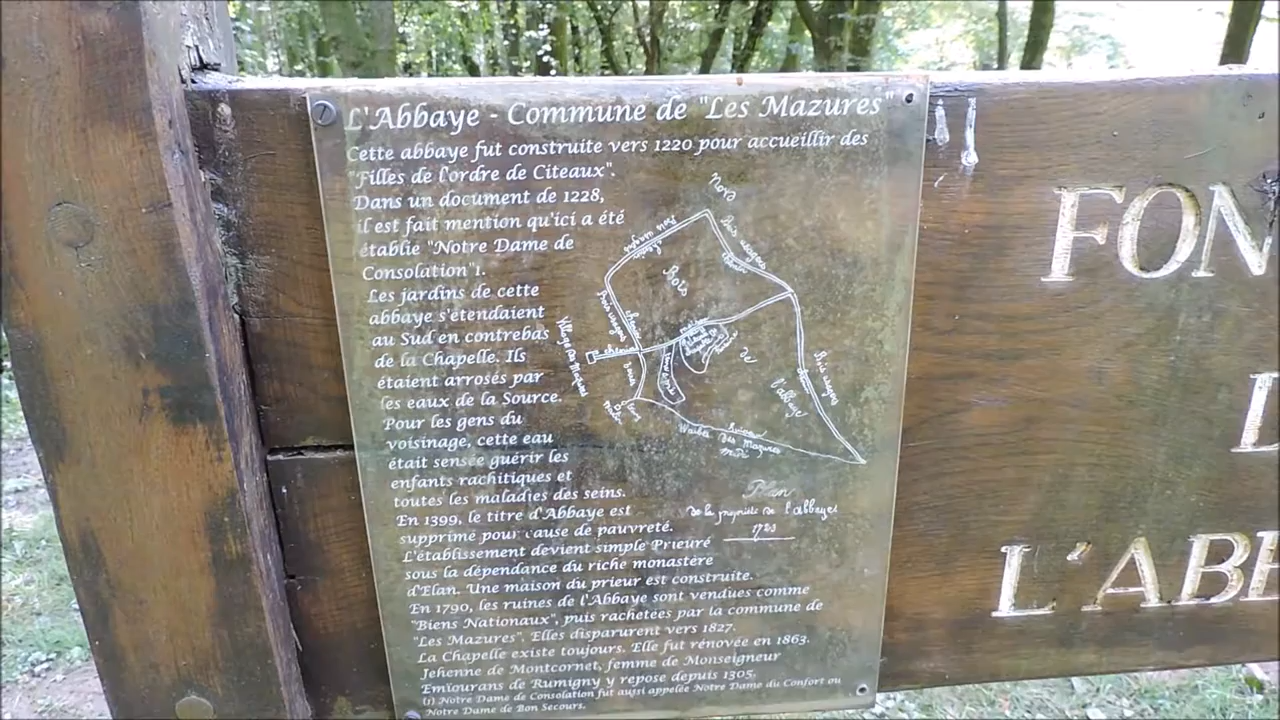 L'Abbaye - Commune de "Les Mazures"
Cette abbaye fut construite vers 1220 pour accueillir des
"Filles de l'ordre de Citeaux".
Dans un document de 1228,
il est fait mention qu'ici a été
établie "Notre Dame de
Consolation"1.
Les jardins de cette
abbaye s'étendaient
au Sud en contrebas
de la Chapelle. Ils
étaient arrosés par
les eaux de la Source.
Pour les gens du
voisinage, cette eau
était sensée guérir les
enfants rachitiques et
toutes les maladies des seins.
En 1399, le titre d'Abbaye est
supprimé pour cause de pauvreté.
L'établissement devient simple Prieuré
sous la dépendance du riche monastère
d'Elan. Une maison du prieur est construite.
En 1790, les ruines de l'Abbaye sont vendues comme
"Biens Nationaux", puis rachetées par la commune de
"Les Mazures". Elles disparurent vers 1827.
La Chapelle existe toujours. Elle fut rénovée en 1863.
Jehenne de Montcornet, femme de Monseigneur
Emiourans de Rumigny y repose depuis 1305.
(1) Notre Dame de Consolation fut aussi appelée Notre Dame du Confort ou
Notre Dame de Bon Secours.
Nord
Bois
de
l'abbaye
Village des Mazures
chemin
Plan
de la propriété de l'abbaye
FON
L
L'ABE